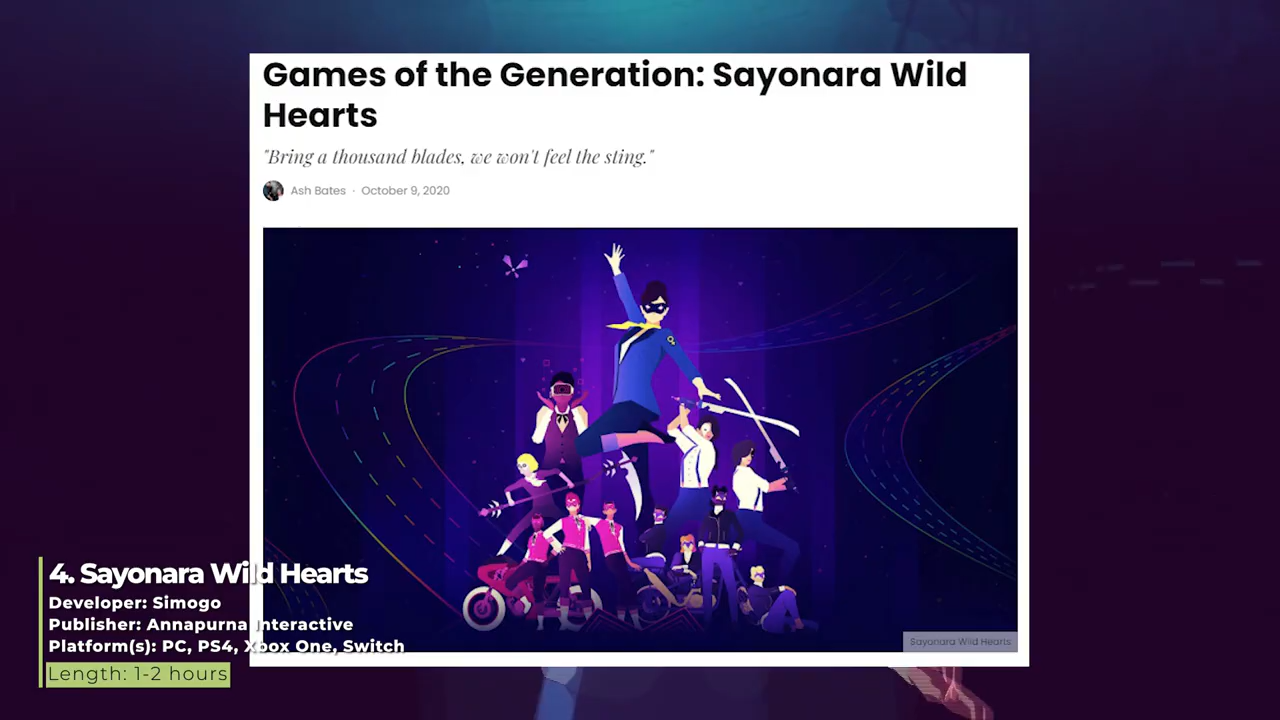 Games of the Generation: Sayonara Wild
Hearts
"Bring a thousand blades, we won't feel the sting."
Ash Bates · October 9, 2020
Sayonara Wild Hearts
4. Sayonara Wild Hearts
Developer: Simogo
Publisher: Annapurna Interactive
Platform(s): PC, PS4, Xbox One, Switch
Length: 1-2 hours